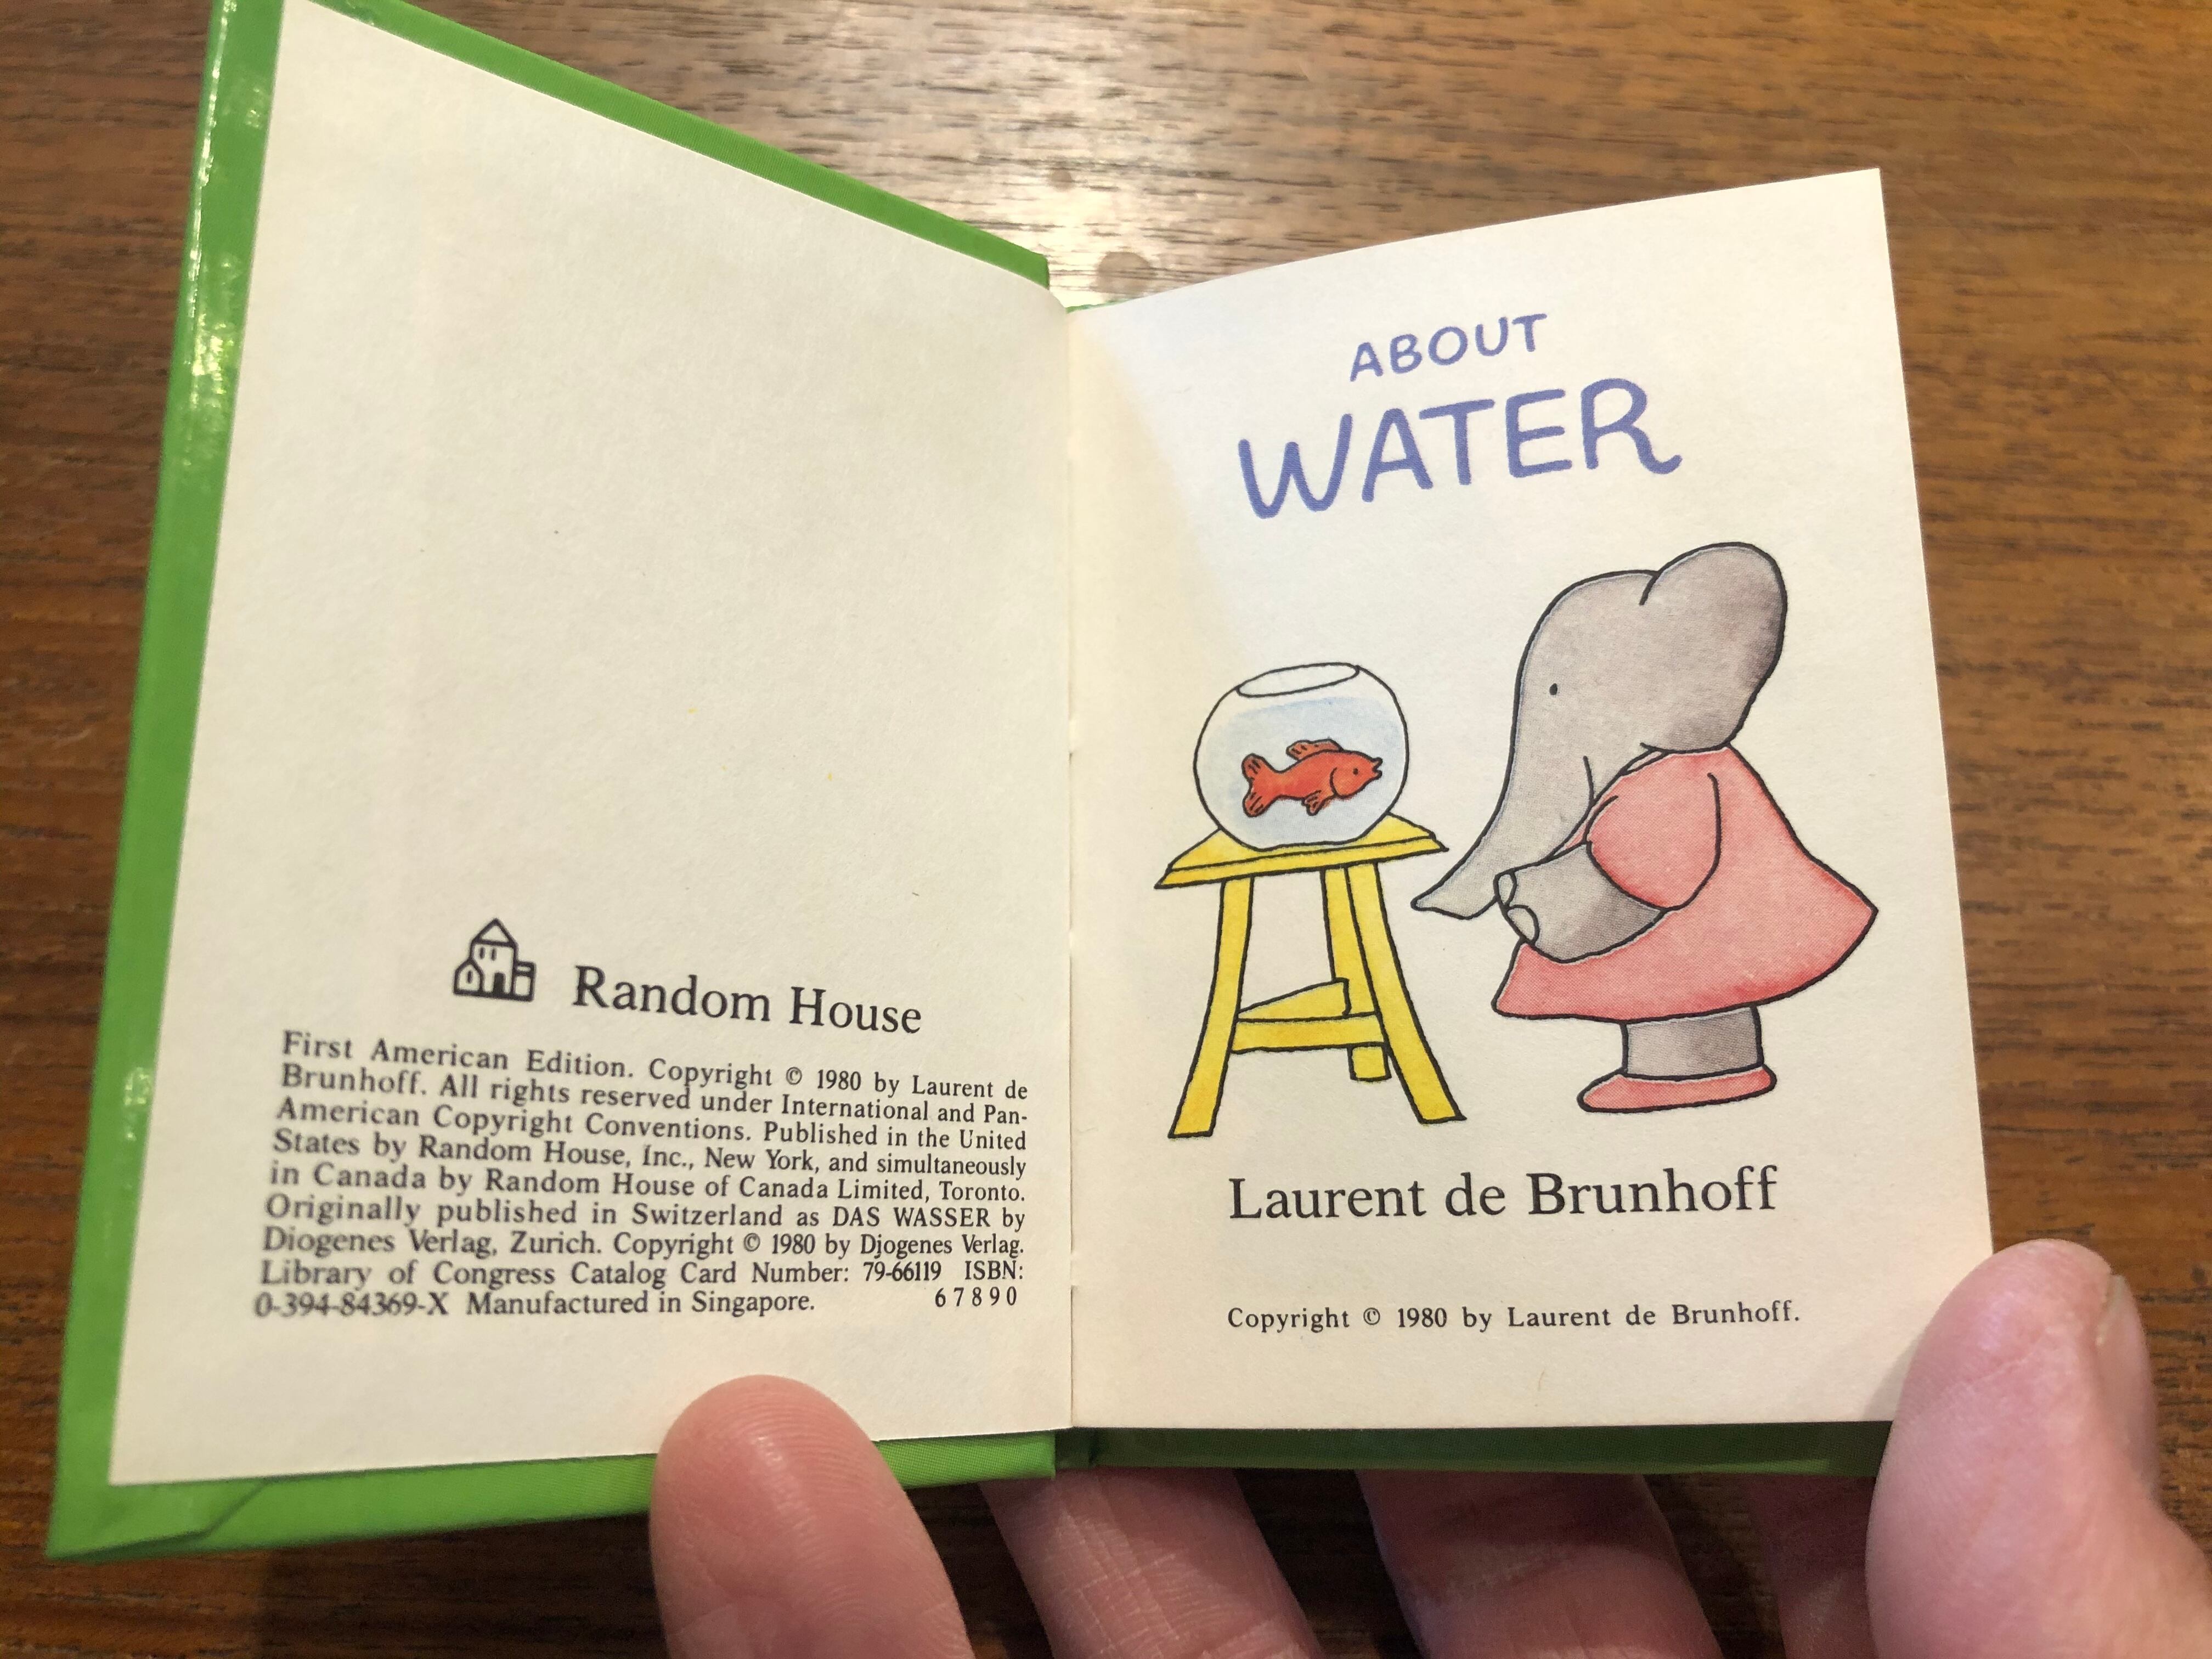 Random House
First American Edition. Copyright © 1980 by Laurent de
Brunhoff. All rights reserved under International and Pan-
American Copyright Conventions. Published in the United
States by Random House, Inc., New York, and simultaneously
in Canada by Random House of Canada Limited, Toronto.
Originally published in Switzerland as DAS WASSER by
Diogenes Verlag, Zurich. Copyright © 1980 by Diogenes Verlag.
Library of Congress Catalog Card Number: 79-66119 ISBN:
0-394-84369-X Manufactured in Singapore. 6 7 8 9 0
ABOUT
WATER
Laurent de Brunhoff
Copyright © 1980 by Laurent de Brunhoff.